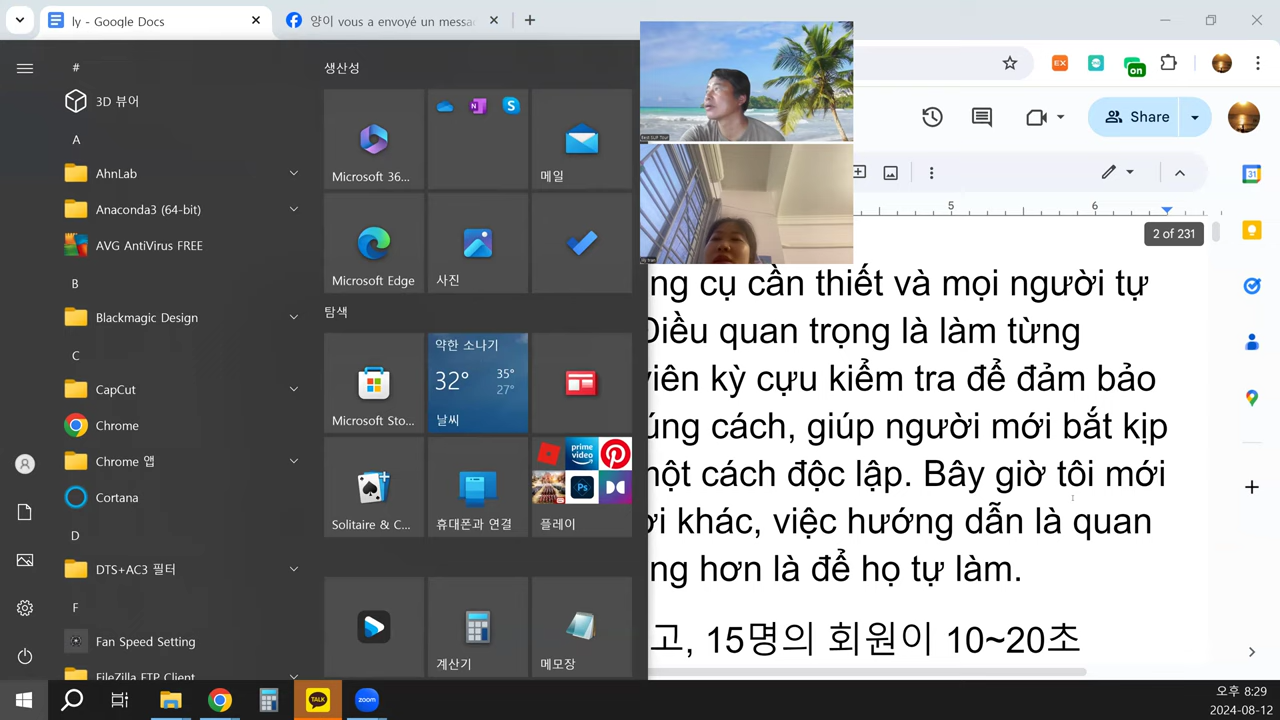 ly - Google Docs
양이 vous a envoyé un messa
on
Share
#
3D 뷰어
A
AhnLab
Anaconda3 (64-bit)
AVG AntiVirus FREE
B
Blackmagic Design
C
CapCut
Chrome
Chrome 앱
Cortana
D
DTS+AC3 필터
F
Fan Speed Setting
FileZilla FTP Client
생산성
Microsoft 36...
메일
Microsoft Edge
사진
탐색
Microsoft Sto...
약한 소나기
32°
35°
27°
날씨
Solitaire & C...
휴대폰과 연결
prime video
플레이
계산기
메모장
5
6
2 of 231
31
ng cụ cần thiết và mọi người tự
Điều quan trọng là làm từng
viên kỳ cựu kiểm tra để đảm bảo
úng cách, giúp người mới bắt kịp
một cách độc lập. Bây giờ tôi mới
ời khác, việc hướng dẫn là quan
ng hơn là để họ tự làm.
고, 15명의 회원이 10~20초
TALK
zoom
오후 8:29
2024-08-12